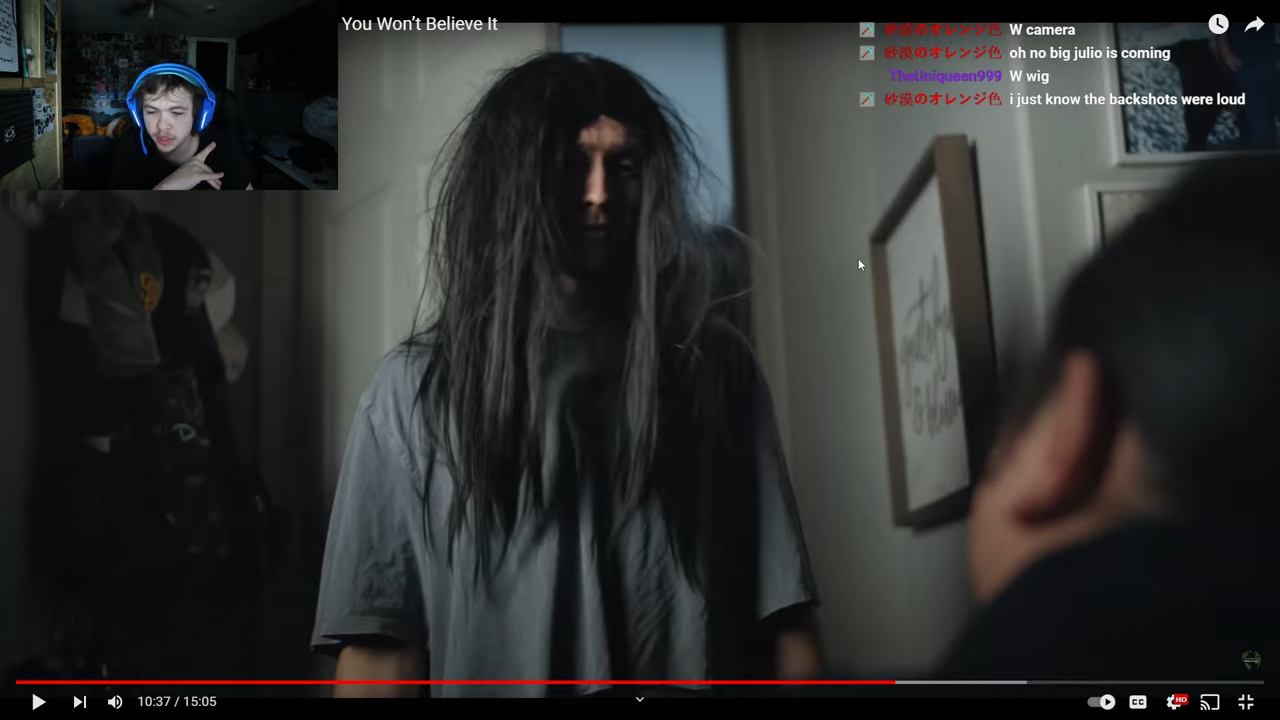 You Won’t Believe It
砂漠のオレンジ色 W camera
砂漠のオレンジ色 oh no big julio is coming
TheUniqueen999 W wig
砂漠のオレンジ色 i just know the backshots were loud
10:37 / 15:05
CC
HD